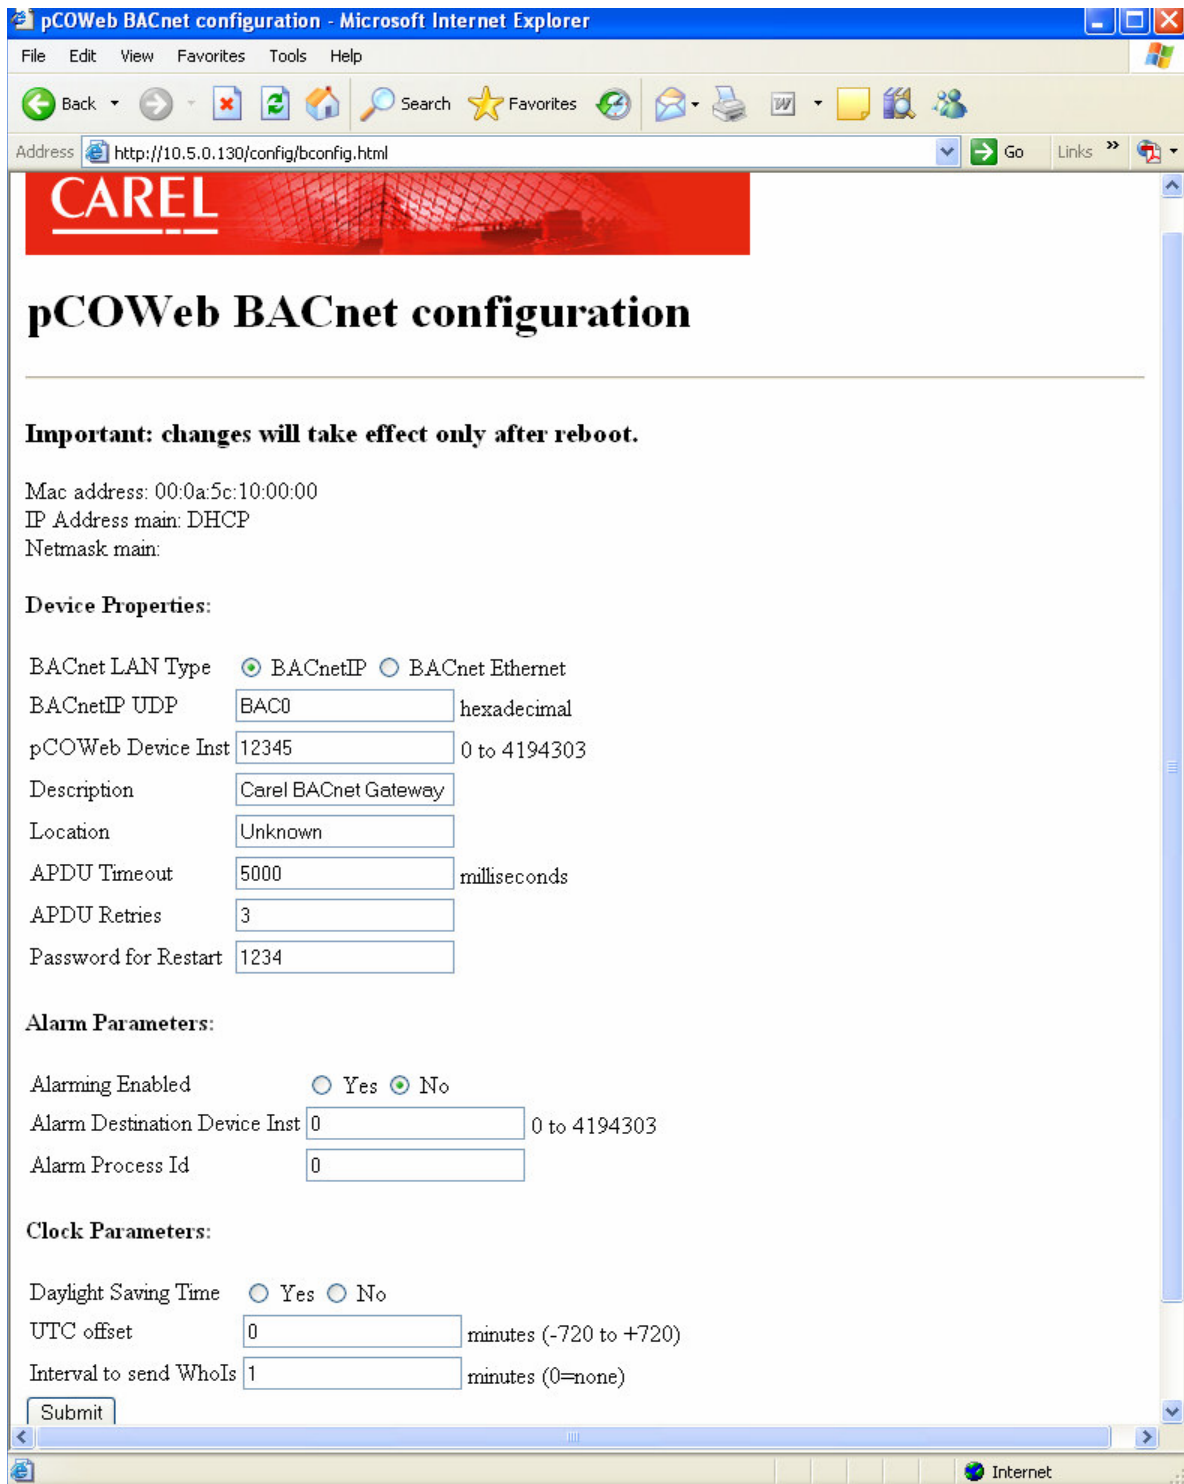 pCOWeb BACnet configuration - Microsoft Internet Explorer
File Edit View Favorites Tools Help
Back Search Favorites
Address http://10.5.0.130/config/bconfig.html Go Links »
CAREL
pCOWeb BACnet configuration
Important: changes will take effect only after reboot.
Mac address: 00:0a:5c:10:00:00
IP Address main: DHCP
Netmask main:
Device Properties:
BACnet LAN Type BACnetIP BACnet Ethernet
BACnetIP UDP BAC0 hexadecimal
pCOWeb Device Inst 12345 0 to 4194303
Description Carel BACnet Gateway
Location Unknown
APDU Timeout 5000 milliseconds
APDU Retries 3
Password for Restart 1234
Alarm Parameters:
Alarming Enabled Yes No
Alarm Destination Device Inst 0 0 to 4194303
Alarm Process Id 0
Clock Parameters:
Daylight Saving Time Yes No
UTC offset 0 minutes (-720 to +720)
Interval to send WhoIs 1 minutes (0=none)
Submit
Internet